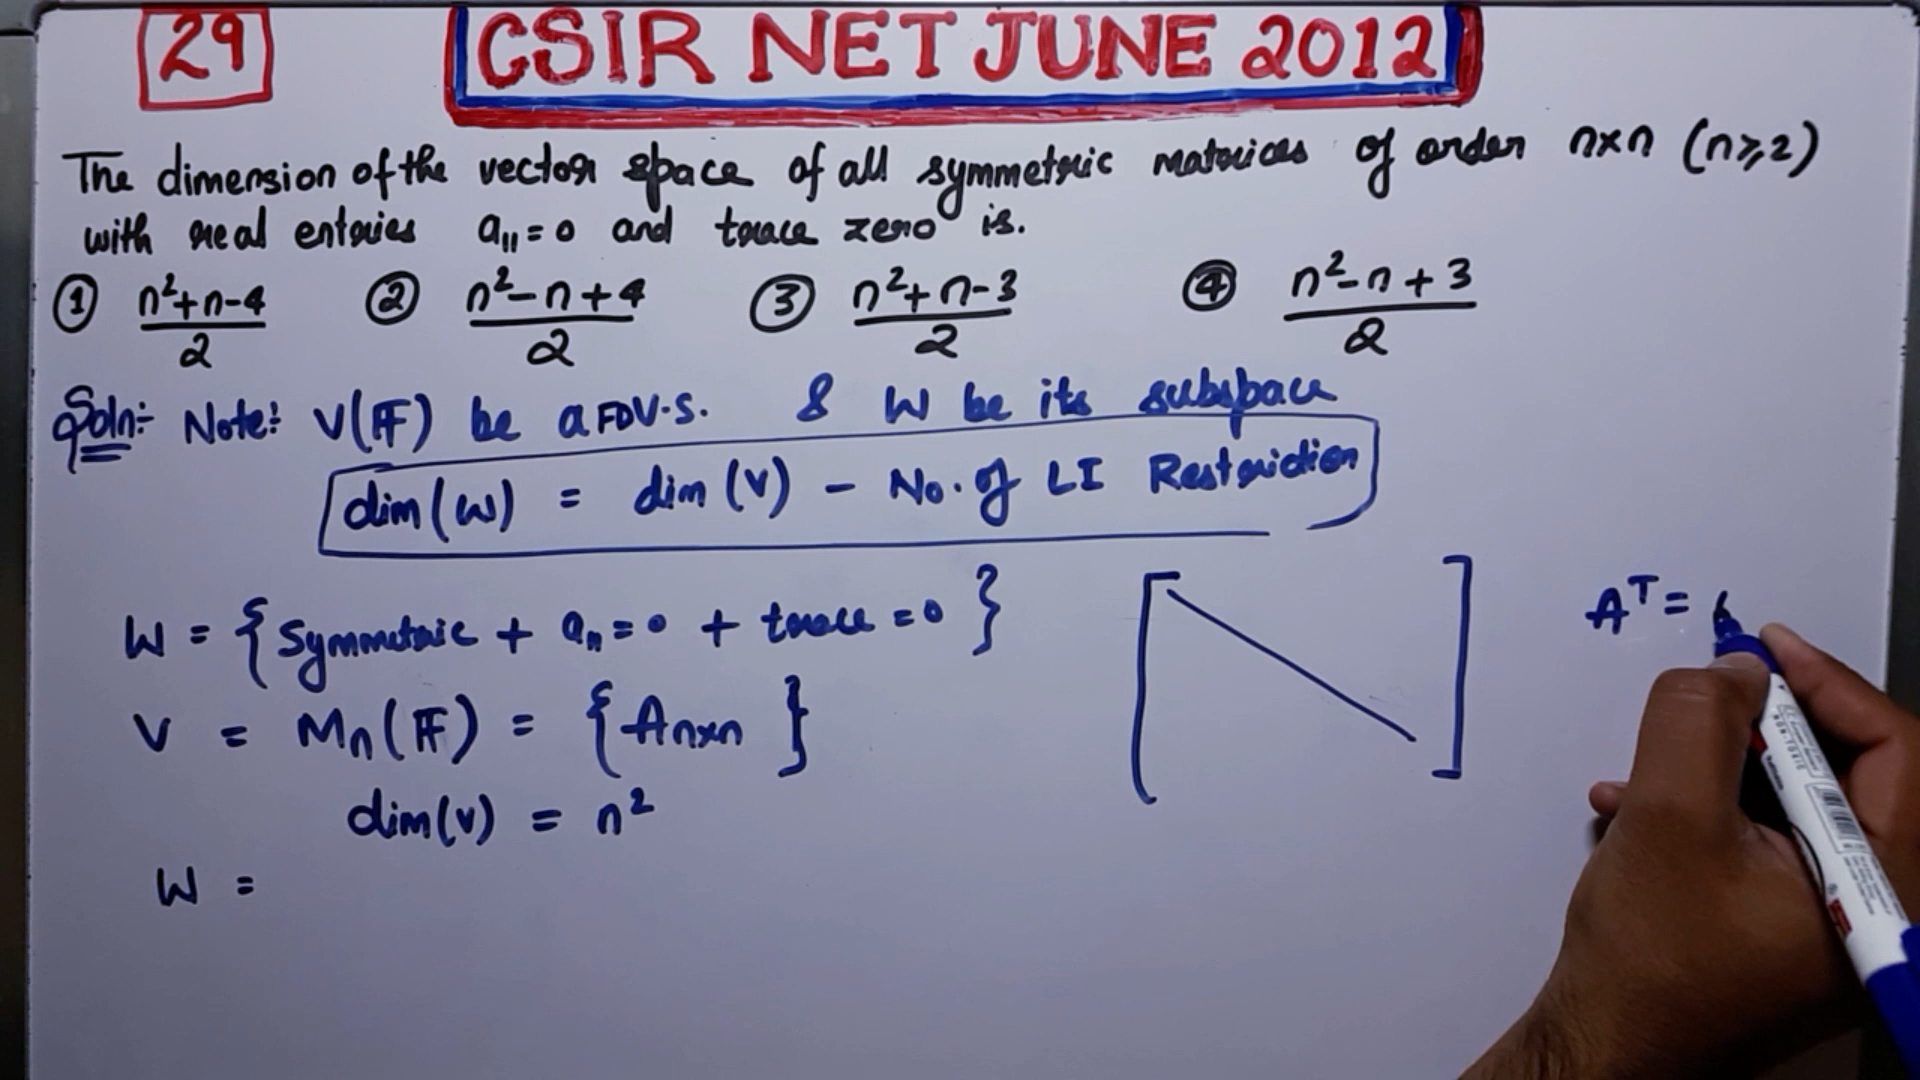 29 CSIR NET JUNE 2012
The dimension of the vector space of all symmetric matrices of order n×n (n≥2)
with real entries a₁₁=0 and trace zero is.
① n²+n-4/2 ② n²-n+4/2 ③ n²+n-3/2 ④ n²-n+3/2
Soln:- Note:- V(F) be a FDV.S. & W be its subspace
dim(W) = dim(V) - No. of LI Restriction
W = {Symmetric + a₁₁=0 + trace=0}
Aᵀ=
V = Mn(F) = {An×n}
dim(V) = n²
W =